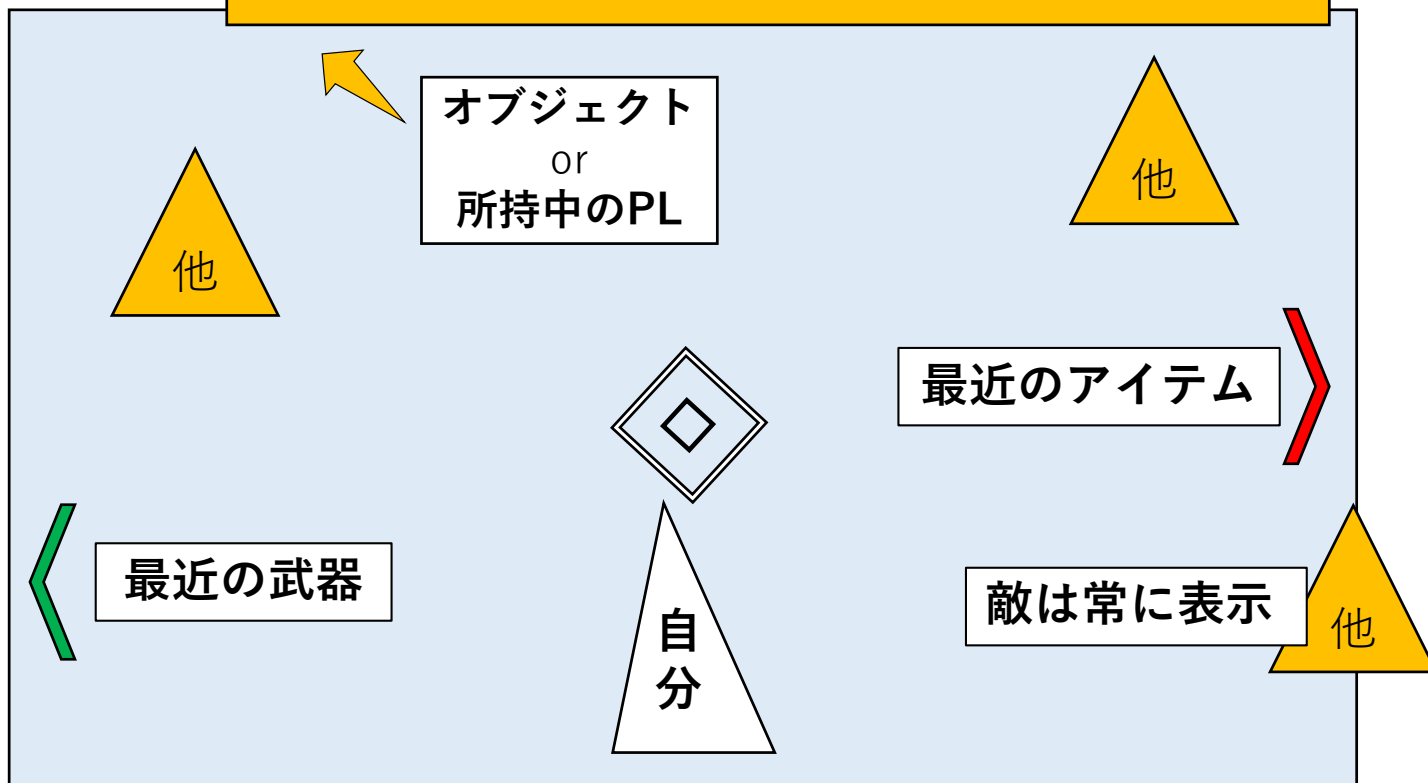 オブジェクト
or
所持中のPL
他
他
最近のアイテム
最近の武器
敵は常に表示
他
自
分